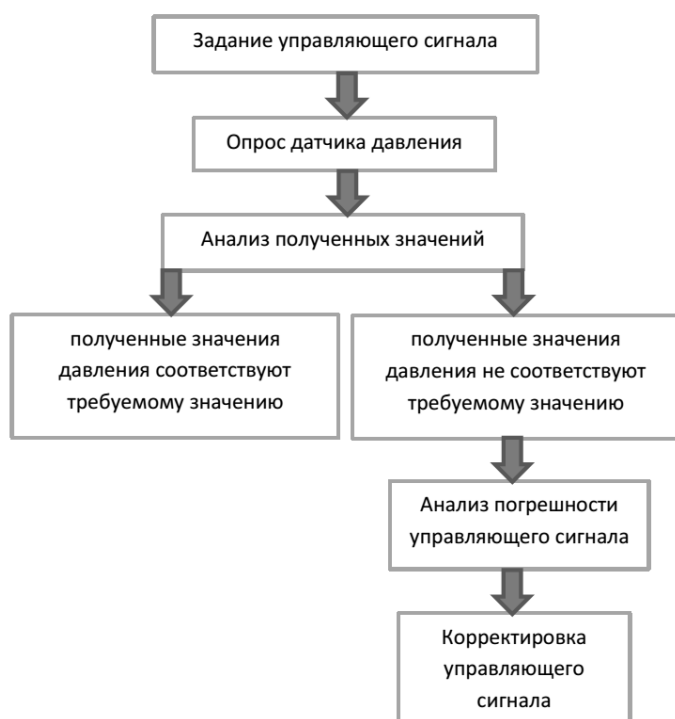 Задание управляющего сигнала
Опрос датчика давления
Анализ полученных значений
полученные значения
давления соответствуют
требуемому значению
полученные значения
давления не соответствуют
требуемому значению
Анализ погрешности
управляющего сигнала
Корректировка
управляющего
сигнала